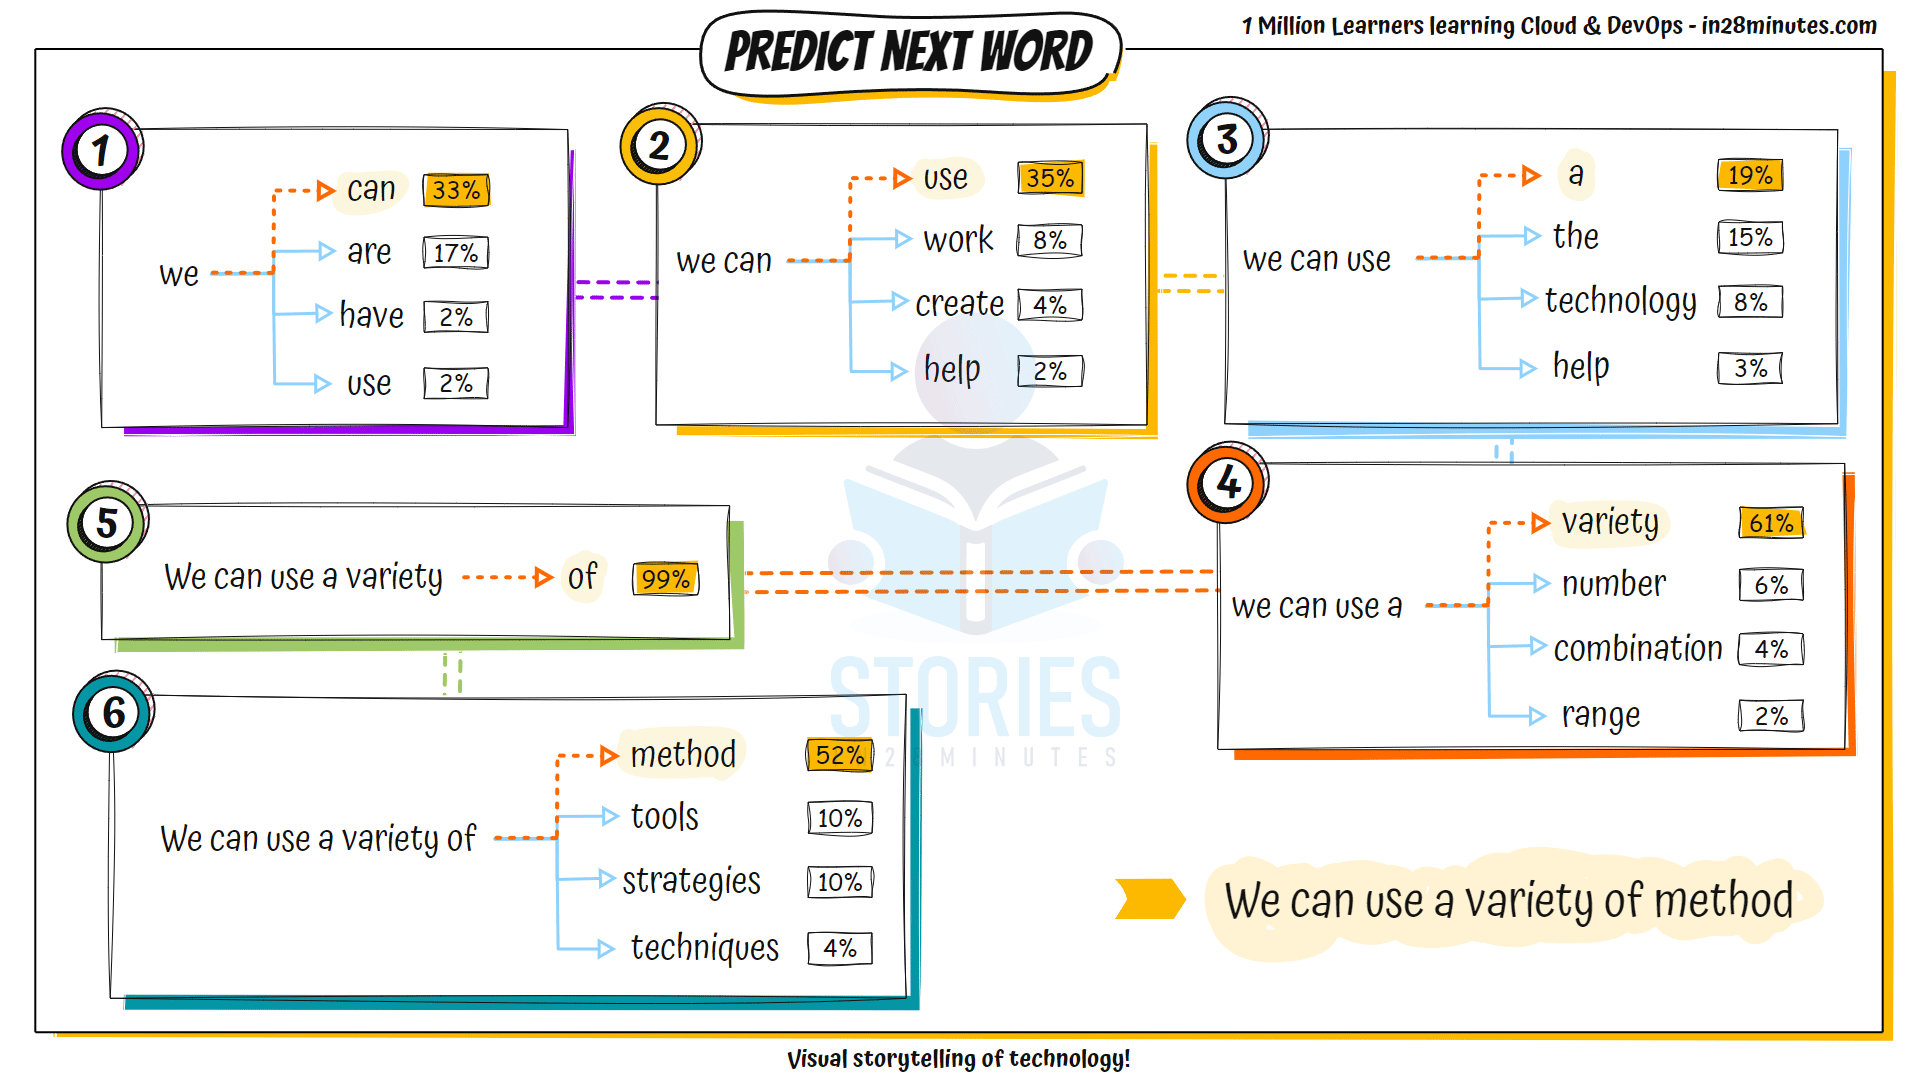 1 Million Learners learning Cloud & DevOps - in28minutes.com
PREDICT NEXT WORD
1
we
can 33%
are 17%
have 2%
use 2%
2
we can
use 35%
work 8%
create 4%
help 2%
3
we can use
a 19%
the 15%
technology 8%
help 3%
4
we can use a
variety 61%
number 6%
combination 4%
range 2%
5
We can use a variety of 99%
6
We can use a variety of
method 52%
tools 10%
strategies 10%
techniques 4%
We can use a variety of method
STORIES
28MINUTES
Visual storytelling of technology!